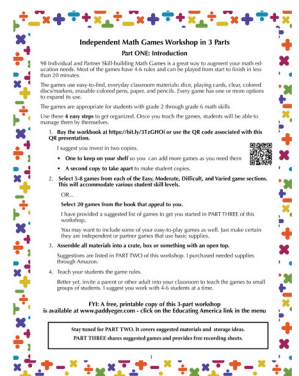 Independent Math Games Workshop in 3 Parts
Part ONE: Introduction
98 Individual and Partner Skill-building Math Games is a great way to augment your math ed-
ucation needs. Most of the games have 4-6 rules and can be played from start to finish in less
than 20 minutes.
The games use easy-to-find, everyday classroom materials: dice, playing cards, clear, colored
discs/markers, erasable colored pens, paper, and pencils. Every game has one or more options
to expand its use.
The games are appropriate for students with grade 2 through grade 6 math skills
Use these 4 easy steps to get organized. Once you teach the games, students will be able to
manage them by themselves.
1. Buy the workbook at https://bit.ly/3TzGHOi or use the QR code associated with this
QR presentation.
I suggest you invest in two copies.
• One to keep on your shelf so you can add more games as you need them
• A second copy to take apart to make student copies.
2. Select 5-8 games from each of the Easy, Moderate, Difficult, and Varied game sections.
This will accommodate various student skill levels.
OR...
Select 20 games from the book that appeal to you.
I have provided a suggested list of games to get you started in PART THREE of this
workshop.
You may want to include some of your easy-to-play games as well. Just make certain
they are independent or partner games that use basic supplies.
3. Assemble all materials into a crate, box or something with an open top.
Suggestions are listed in PART TWO of this workshop. I purchased needed supplies
through Amazon.
4. Teach your students the game rules.
Better yet, invite a parent or other adult into your classroom to teach the games to small
groups of students. I suggest you work with 4-6 students at a time.
FYI: A free, printable copy of this 3-part workshop
is available at www.paddyeger.com - click on the Educating America link in the menu
Stay tuned for PART TWO. It covers suggested materials and storage ideas.
PART THREE shares suggested games and provides free recording sheets.
1